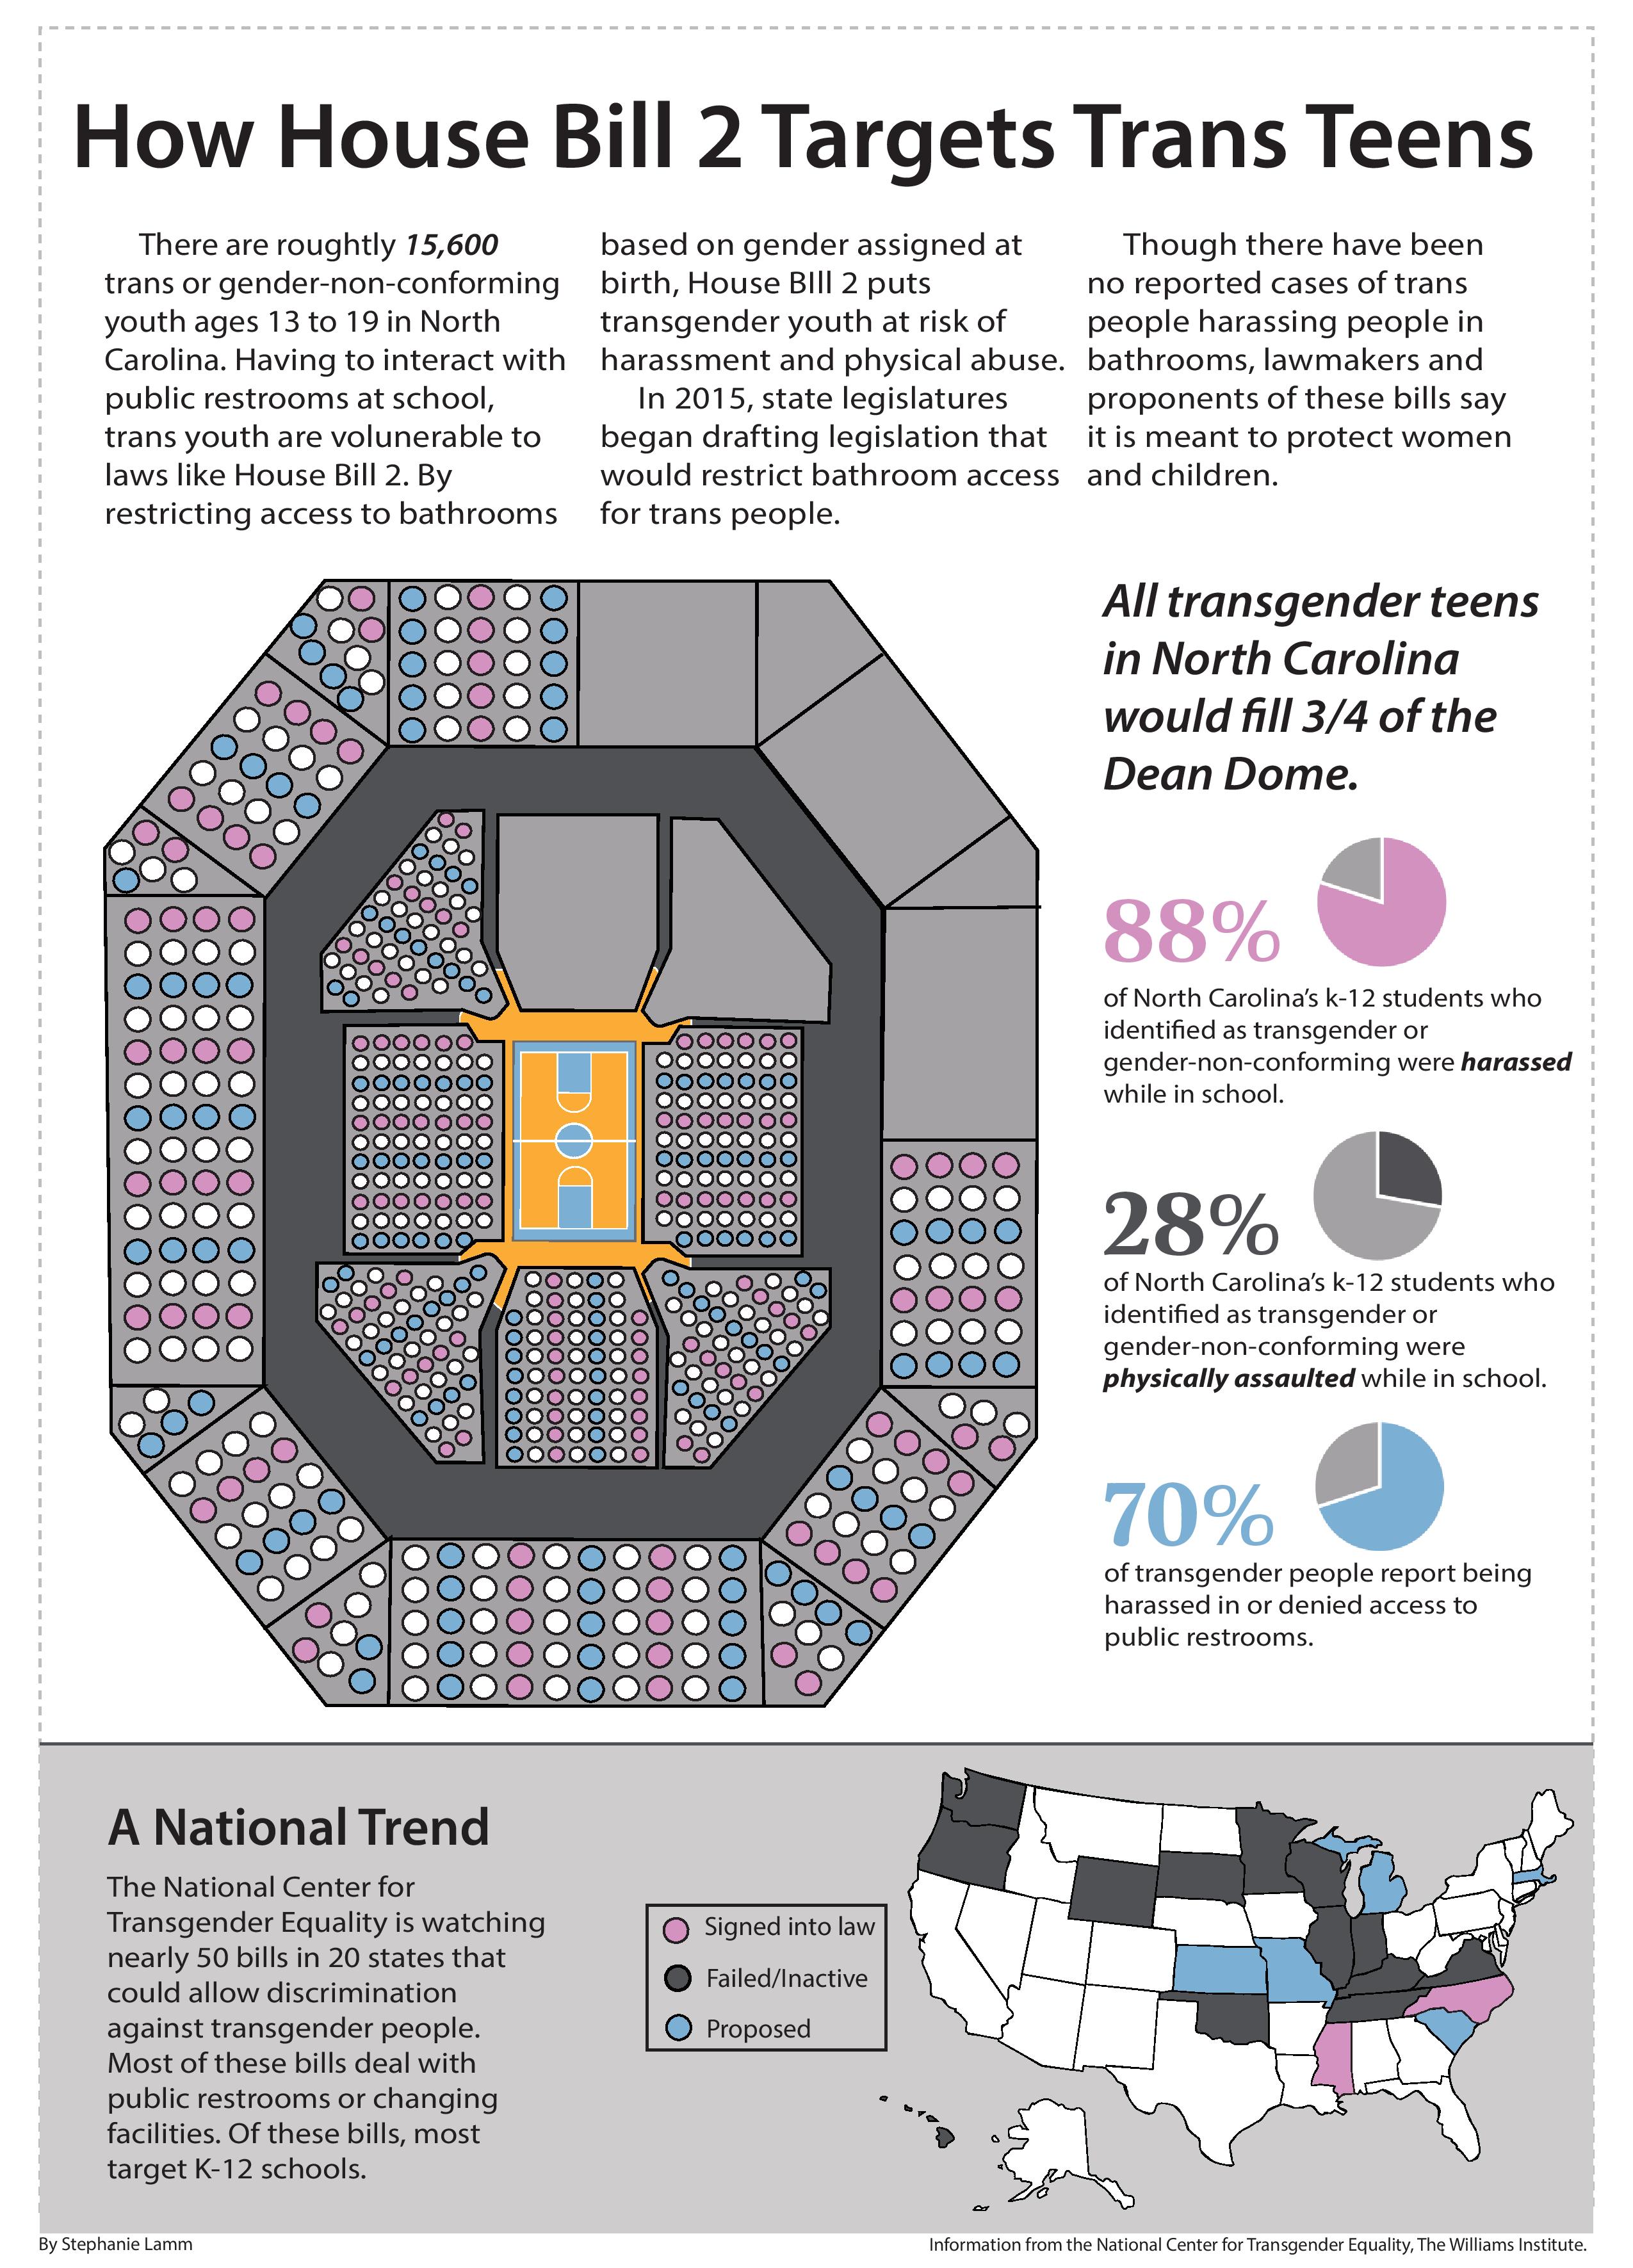 How House Bill 2 Targets Trans Teens
There are roughtly 15,600
trans or gender-non-conforming
youth ages 13 to 19 in North
Carolina. Having to interact with
public restrooms at school,
trans youth are volunerable to
laws like House Bill 2. By
restricting access to bathrooms
based on gender assigned at
birth, House BIll 2 puts
transgender youth at risk of
harassment and physical abuse.
In 2015, state legislatures
began drafting legislation that
would restrict bathroom access
for trans people.
Though there have been
no reported cases of trans
people harassing people in
bathrooms, lawmakers and
proponents of these bills say
it is meant to protect women
and children.
All transgender teens
in North Carolina
would fill 3/4 of the
Dean Dome.
88%
of North Carolina’s k-12 students who
identified as transgender or
gender-non-conforming were harassed
while in school.
28%
of North Carolina’s k-12 students who
identified as transgender or
gender-non-conforming were
physically assaulted while in school.
70%
of transgender people report being
harassed in or denied access to
public restrooms.
A National Trend
The National Center for
Transgender Equality is watching
nearly 50 bills in 20 states that
could allow discrimination
against transgender people.
Most of these bills deal with
public restrooms or changing
facilities. Of these bills, most
target K-12 schools.
Signed into law
Failed/Inactive
Proposed
By Stephanie Lamm
Information from the National Center for Transgender Equality, The Williams Institute.